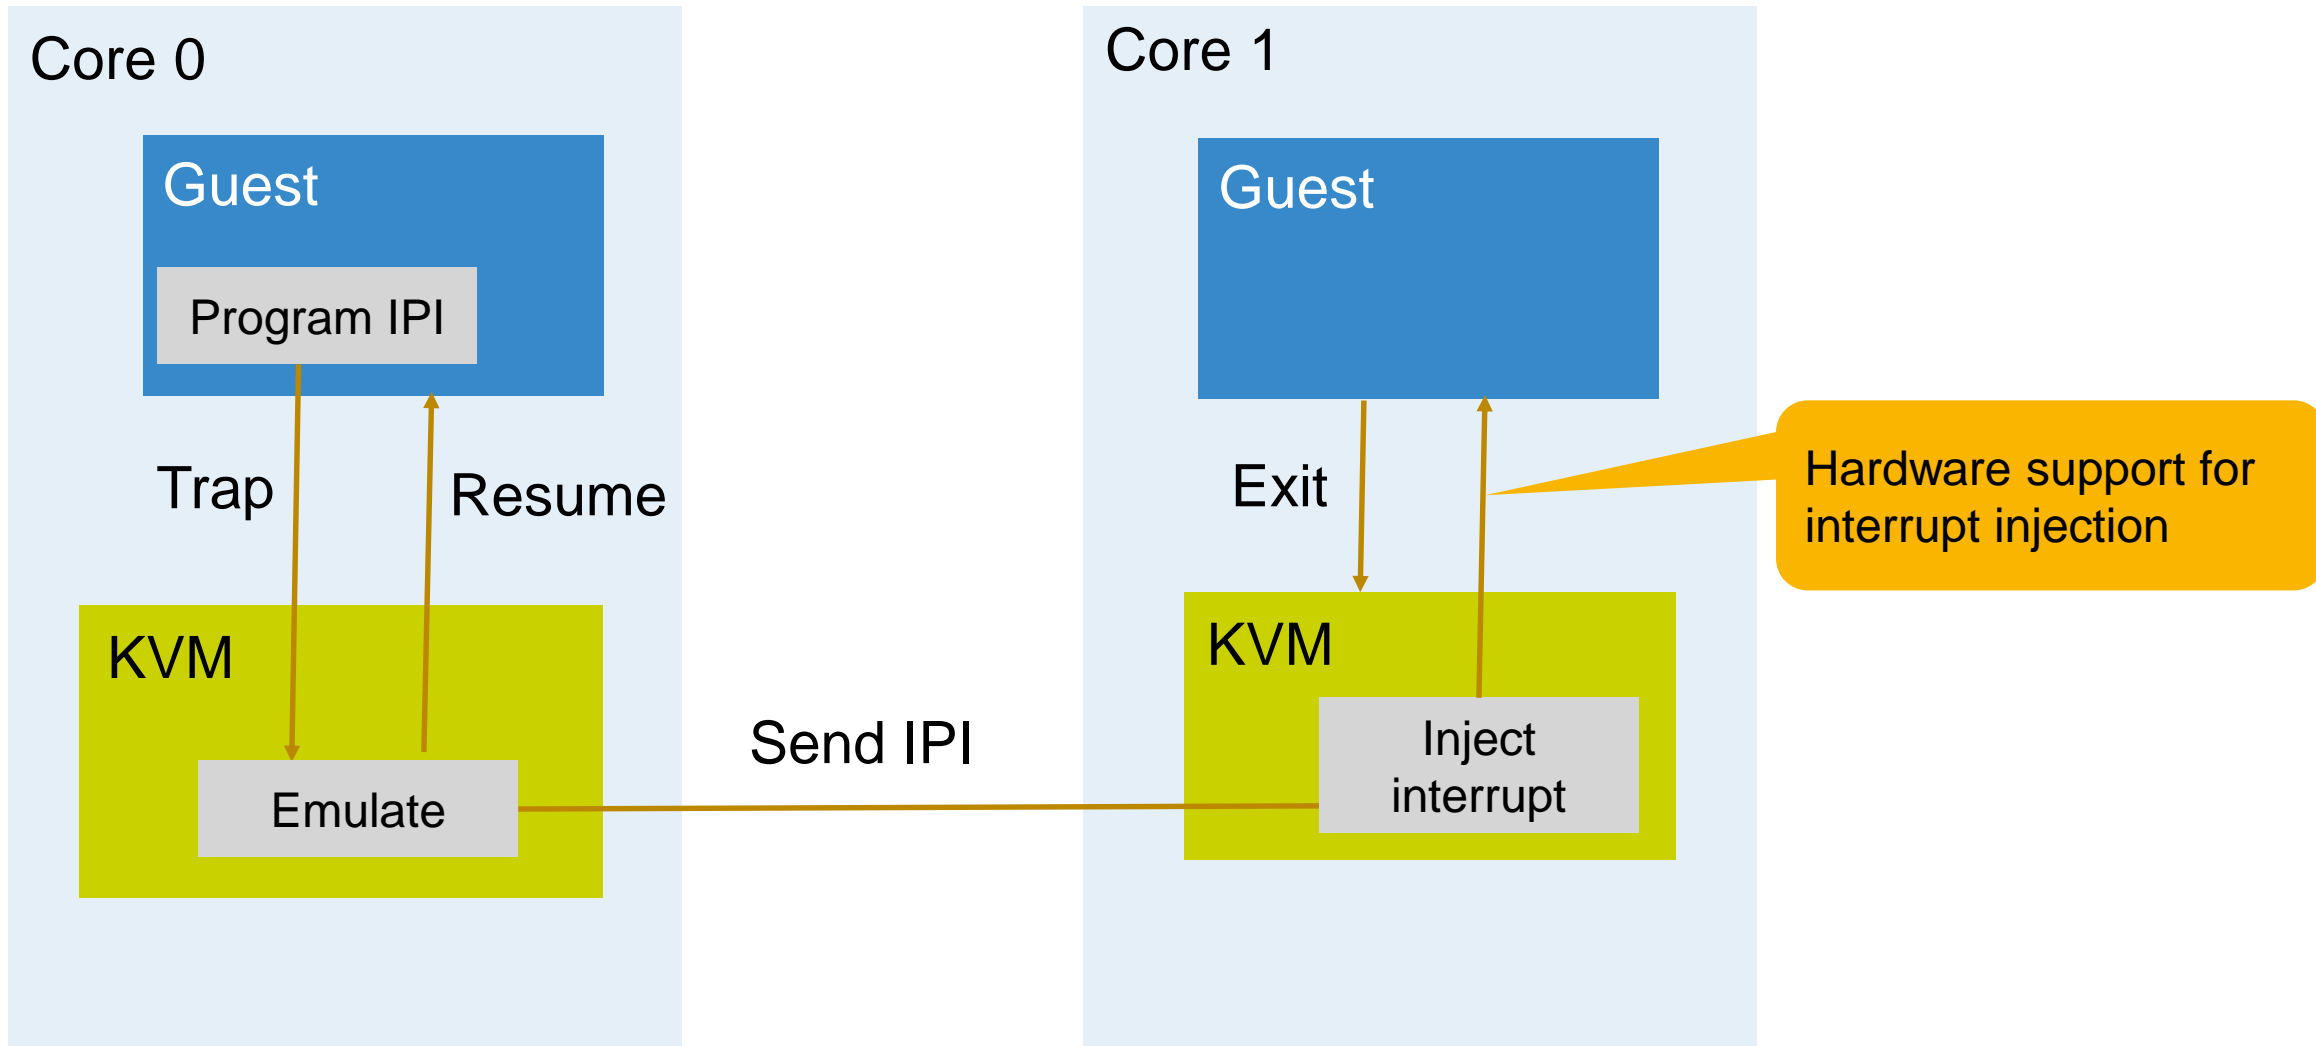 Core 0
Guest
Program IPI
Trap
Resume
KVM
Emulate
Send IPI
Core 1
Guest
Exit
KVM
Inject
interrupt
Hardware support for
interrupt injection